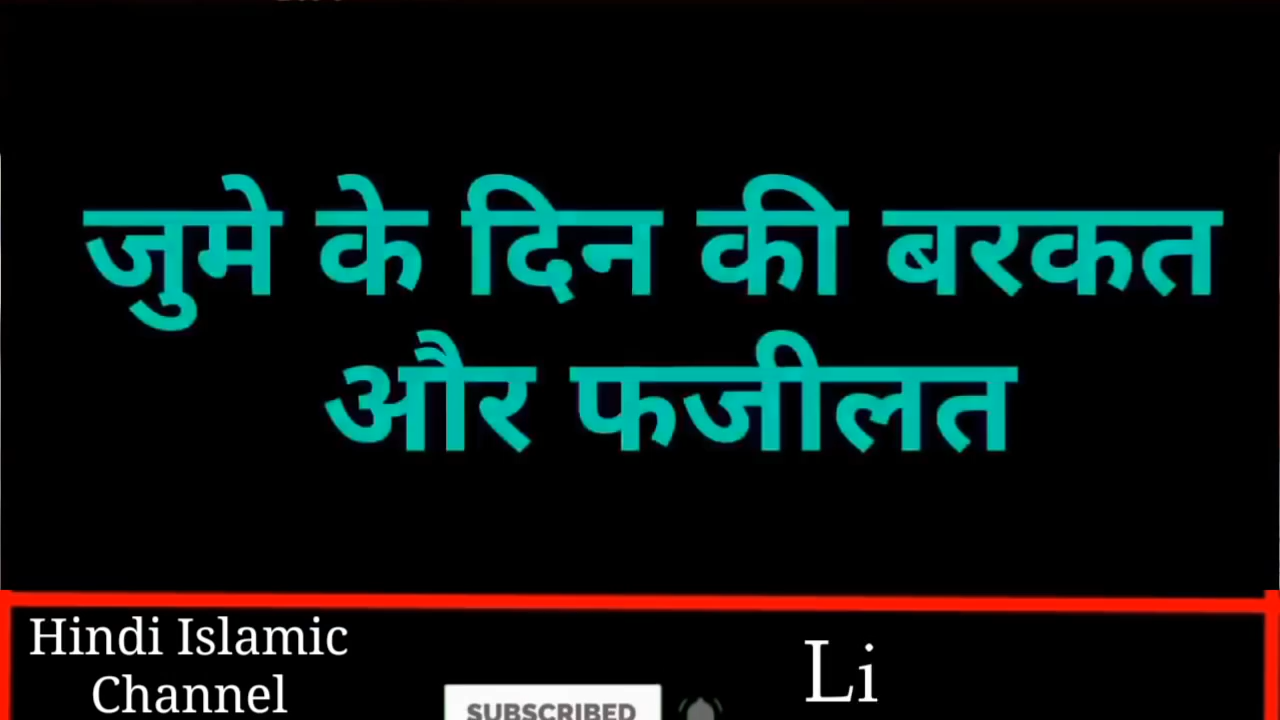 जुमे के दिन की बरकत
और फजीलत
Hindi Islamic
Channel
Li
SUBSCRIBED